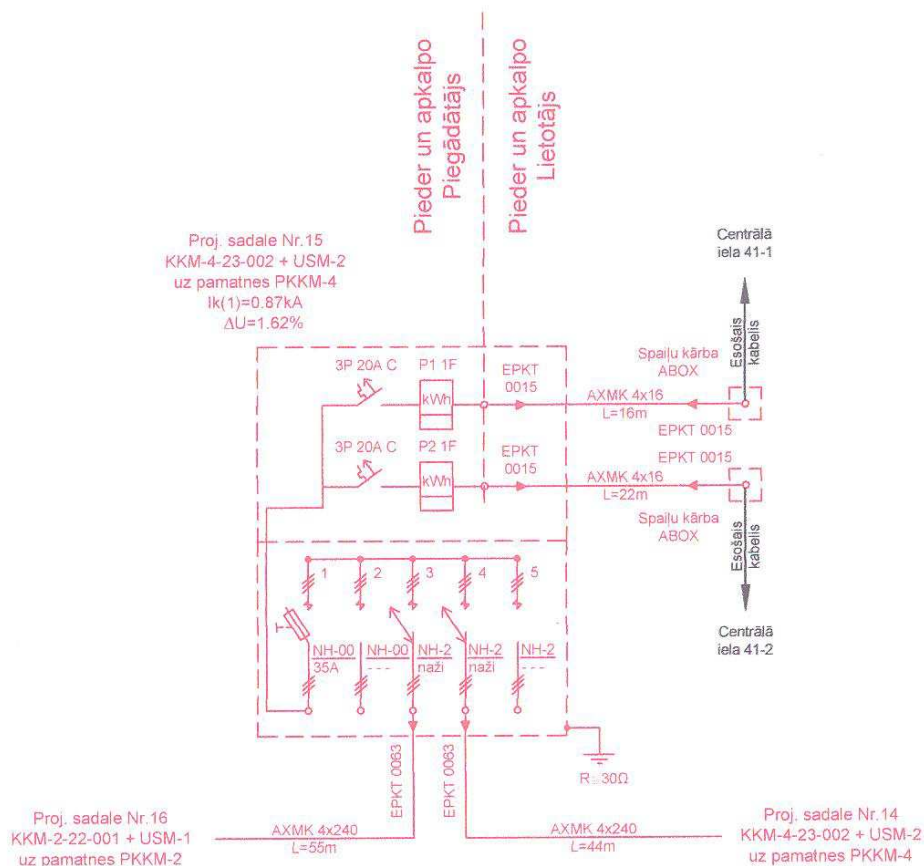 Pieder un apkalpo
Piegādātājs
Pieder un apkalpo
Lietotājs
Proj. sadale Nr.15
KKM-4-23-002 + USM-2
uz pamatnes PKKM-4
Ik(1)=0.87kA
ΔU=1.62%
Centrālā
iela 41-1
Esošais
kabelis
3P 20A C
P1 1F
kWh
EPKT
0015
AXMK 4x16
L=16m
Spaiļu kārba
ABOX
EPKT 0015
3P 20A C
P2 1F
kWh
EPKT
0015
AXMK 4x16
L=22m
EPKT 0015
Spaiļu kārba
ABOX
Esošais
kabelis
Centrālā
iela 41-2
1
2
3
4
5
NH-00
35A
NH-00
---
NH-2
naži
NH-2
naži
NH-2
---
EPKT 0063
EPKT 0063
R≤30Ω
Proj. sadale Nr.16
KKM-2-22-001 + USM-1
uz pamatnes PKKM-2
AXMK 4x240
L=55m
AXMK 4x240
L=44m
Proj. sadale Nr.14
KKM-4-23-002 + USM-2
uz pamatnes PKKM-4